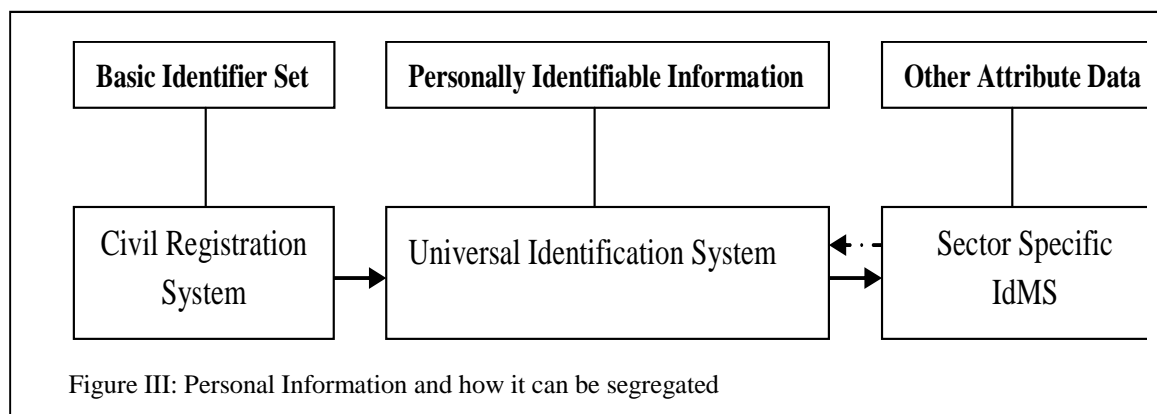 Basic Identifier Set
Personally Identifiable Information
Other Attribute Data
Civil Registration
System
Universal Identification System
Sector Specific
IdMS
Figure III: Personal Information and how it can be segregated